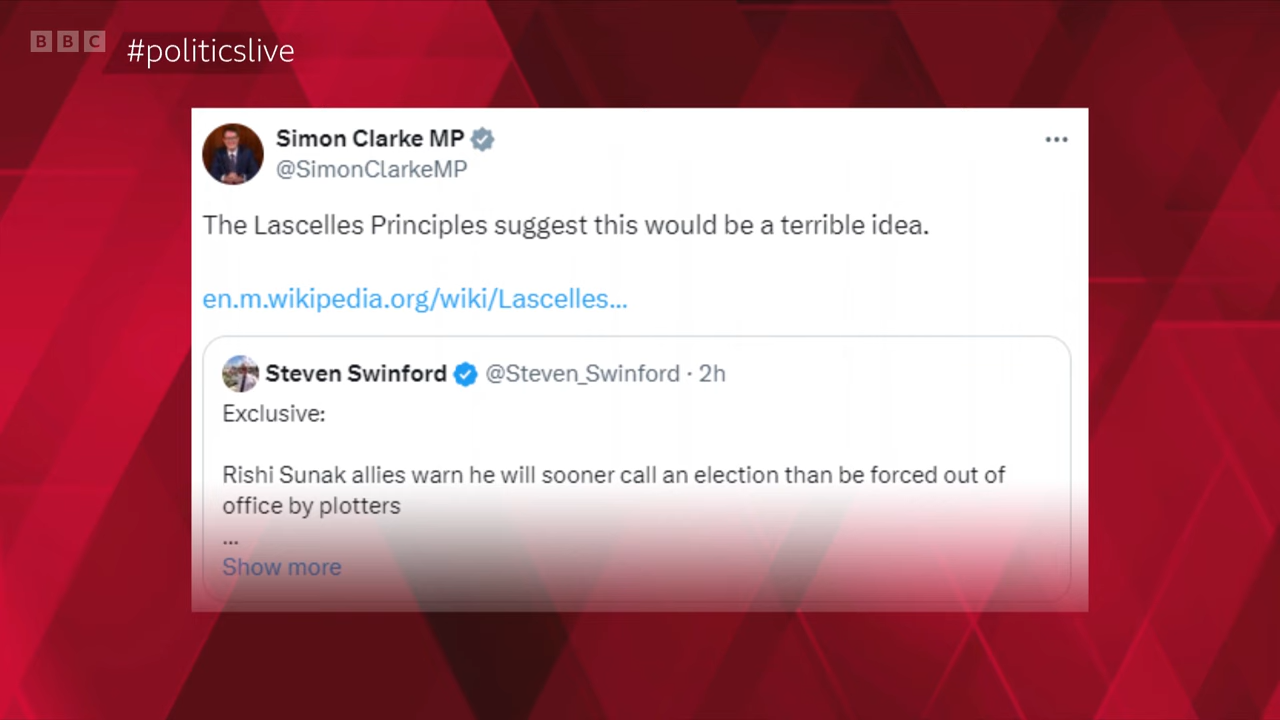 BBC
#politicslive
Simon Clarke MP
@SimonClarkeMP
The Lascelles Principles suggest this would be a terrible idea.
en.m.wikipedia.org/wiki/Lascelles...
Steven Swinford @Steven_Swinford · 2h
Exclusive:
Rishi Sunak allies warn he will sooner call an election than be forced out of
office by plotters
...
Show more